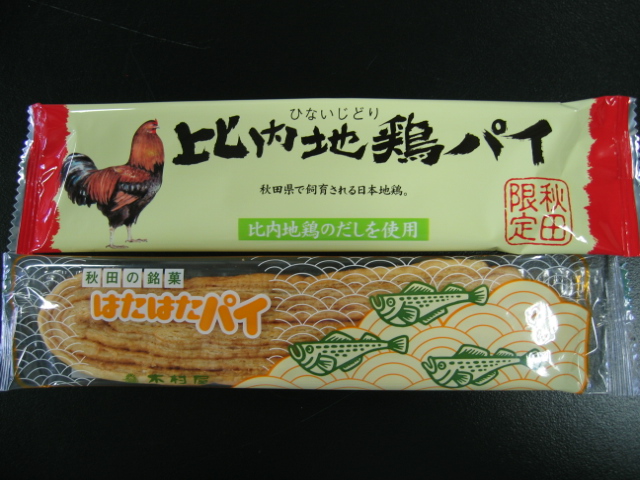 ひないじどり
比内地鶏パイ
秋田県で飼育される日本地鶏。
比内地鶏のだしを使用
秋田
限定
秋田の銘菓
はたはたパイ
木村屋